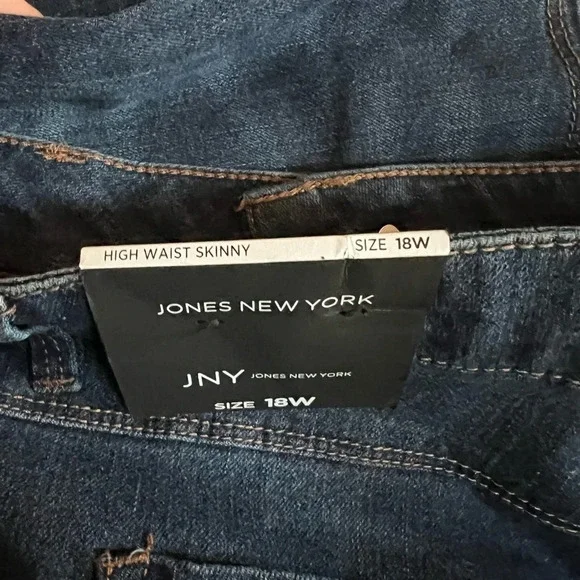 HIGH WAIST SKINNY SIZE 18W
JONES NEW YORK
JNY JONES NEW YORK
SIZE 18W